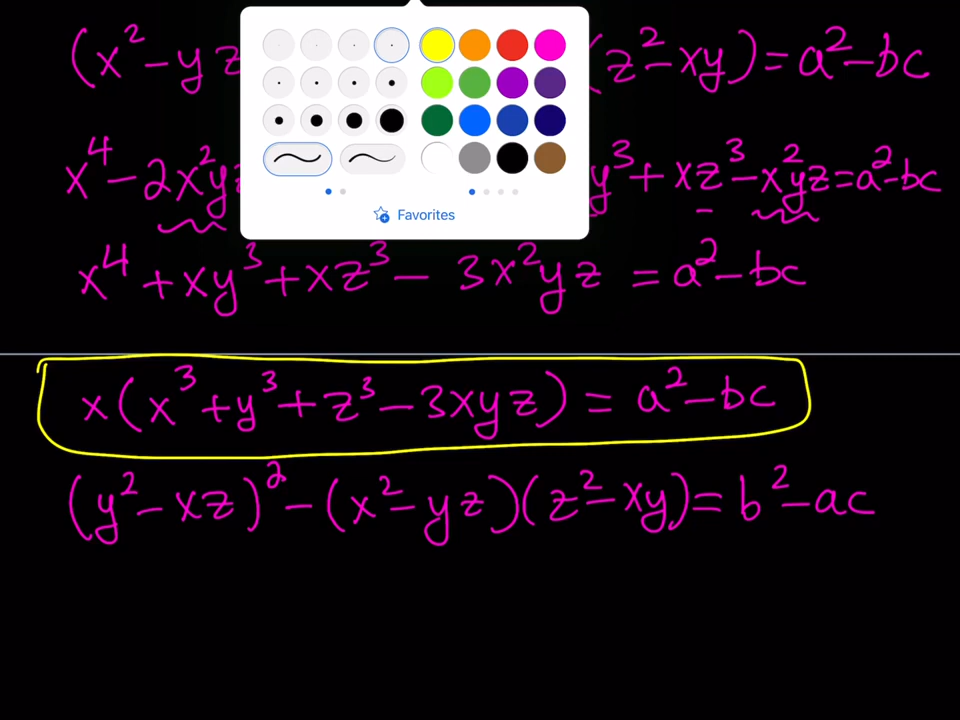 (x² − yz (z² − xy) = a² − bc
x⁴ − 2x²yz y³ + xz³ − x²yz = a² − bc
Favorites
x⁴ + xy³ + xz³ − 3x²yz = a² − bc
x(x³ + y³ + z³ − 3xyz) = a² − bc
(y² − xz)² − (x² − yz)(z² − xy) = b² − ac